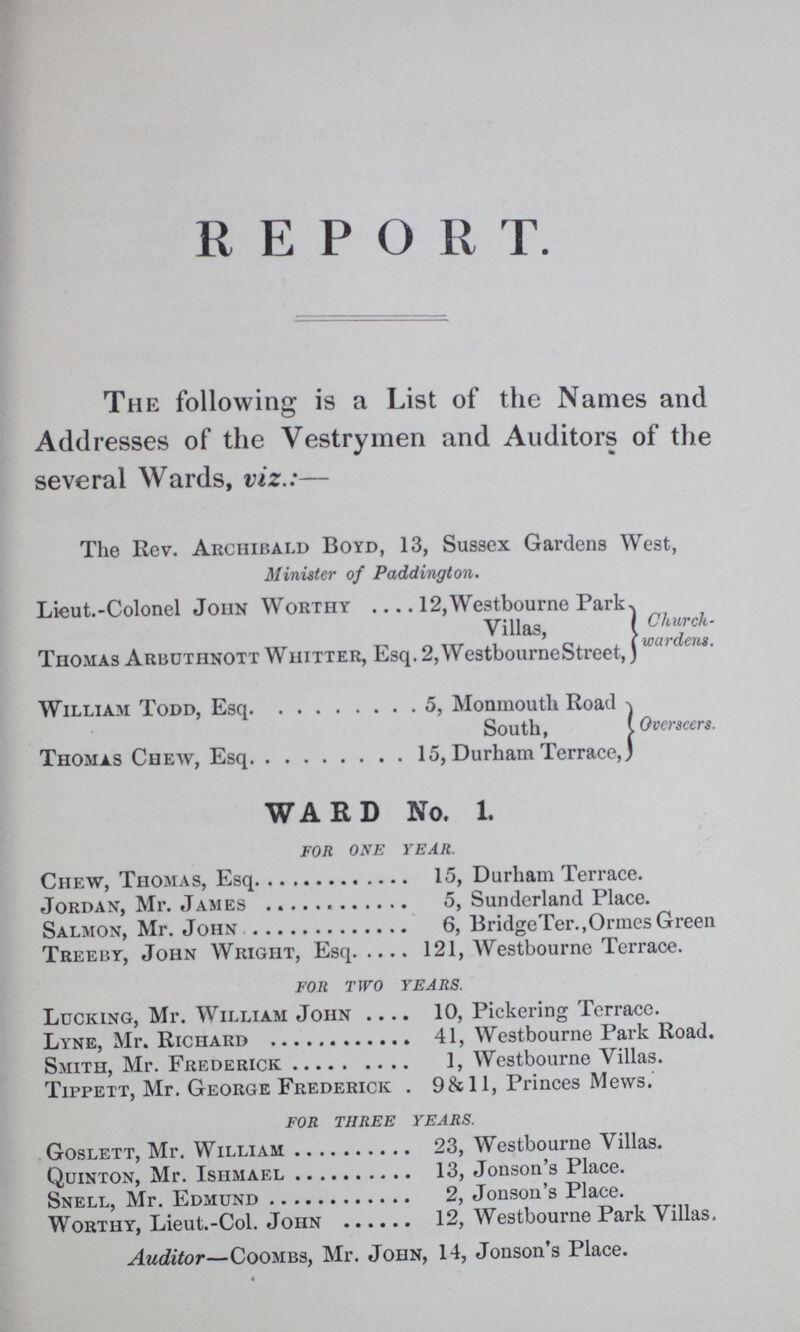 REPORT.
The following is a List of the Names and
Addresses of the Vestrymen and Auditors of the
several Wards, viz.:—
The Rev. Archibald Boyd, 13, Sussex Gardens West,
Minister of Paddington.
Lieut.-Colonel John Worthy .... 12, Westbourne Park
Villas,
Thomas Arbuthnott Whitter, Esq. 2, Westbourne Street,
} Church-
wardens.
William Todd, Esq. ........ 5, Monmouth Road
South,
Thomas Chew, Esq. ........ 15, Durham Terrace,
} Overseers.
WARD No. 1.
FOR ONE YEAR.
Chew, Thomas, Esq. ............ 15, Durham Terrace.
Jordan, Mr. James ............ 5, Sunderland Place.
Salmon, Mr. John .............. 6, Bridge Ter., Ormes Green
Treeby, John Wright, Esq. .... 121, Westbourne Terrace.
FOR TWO YEARS.
Lucking, Mr. William John .... 10, Pickering Terrace.
Lyne, Mr. Richard ............ 41, Westbourne Park Road.
Smith, Mr. Frederick .......... 1, Westbourne Villas.
Tippett, Mr. George Frederick . 9 & 11, Princes Mews.
FOR THREE YEARS.
Goslett, Mr. William .......... 23, Westbourne Villas.
Quinton, Mr. Ishmael .......... 13, Jonson's Place.
Snell, Mr. Edmund ............ 2, Jonson's Place.
Worthy, Lieut.-Col. John ...... 12, Westbourne Park Villas.
Auditor—Coombs, Mr. John, 14, Jonson's Place.